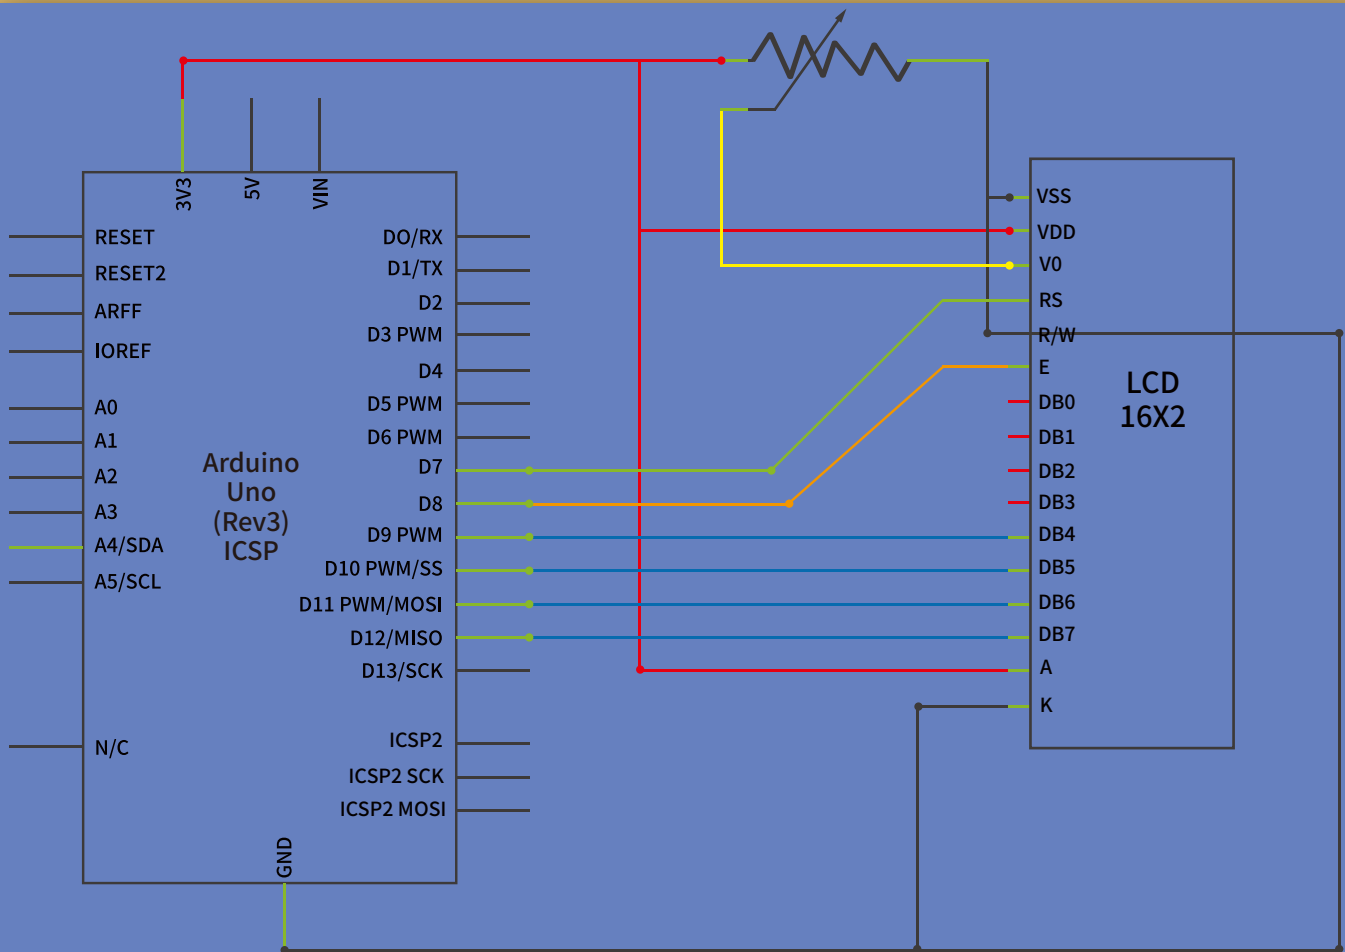 3V3
5V
VIN
RESET
RESET2
ARFF
IOREF
A0
A1
A2
A3
A4/SDA
A5/SCL
N/C
Arduino
Uno
(Rev3)
ICSP
DO/RX
D1/TX
D2
D3 PWM
D4
D5 PWM
D6 PWM
D7
D8
D9 PWM
D10 PWM/SS
D11 PWM/MOSI
D12/MISO
D13/SCK
ICSP2
ICSP2 SCK
ICSP2 MOSI
GND
VSS
VDD
V0
RS
R/W
E
DB0
DB1
DB2
DB3
DB4
DB5
DB6
DB7
A
K
LCD
16X2